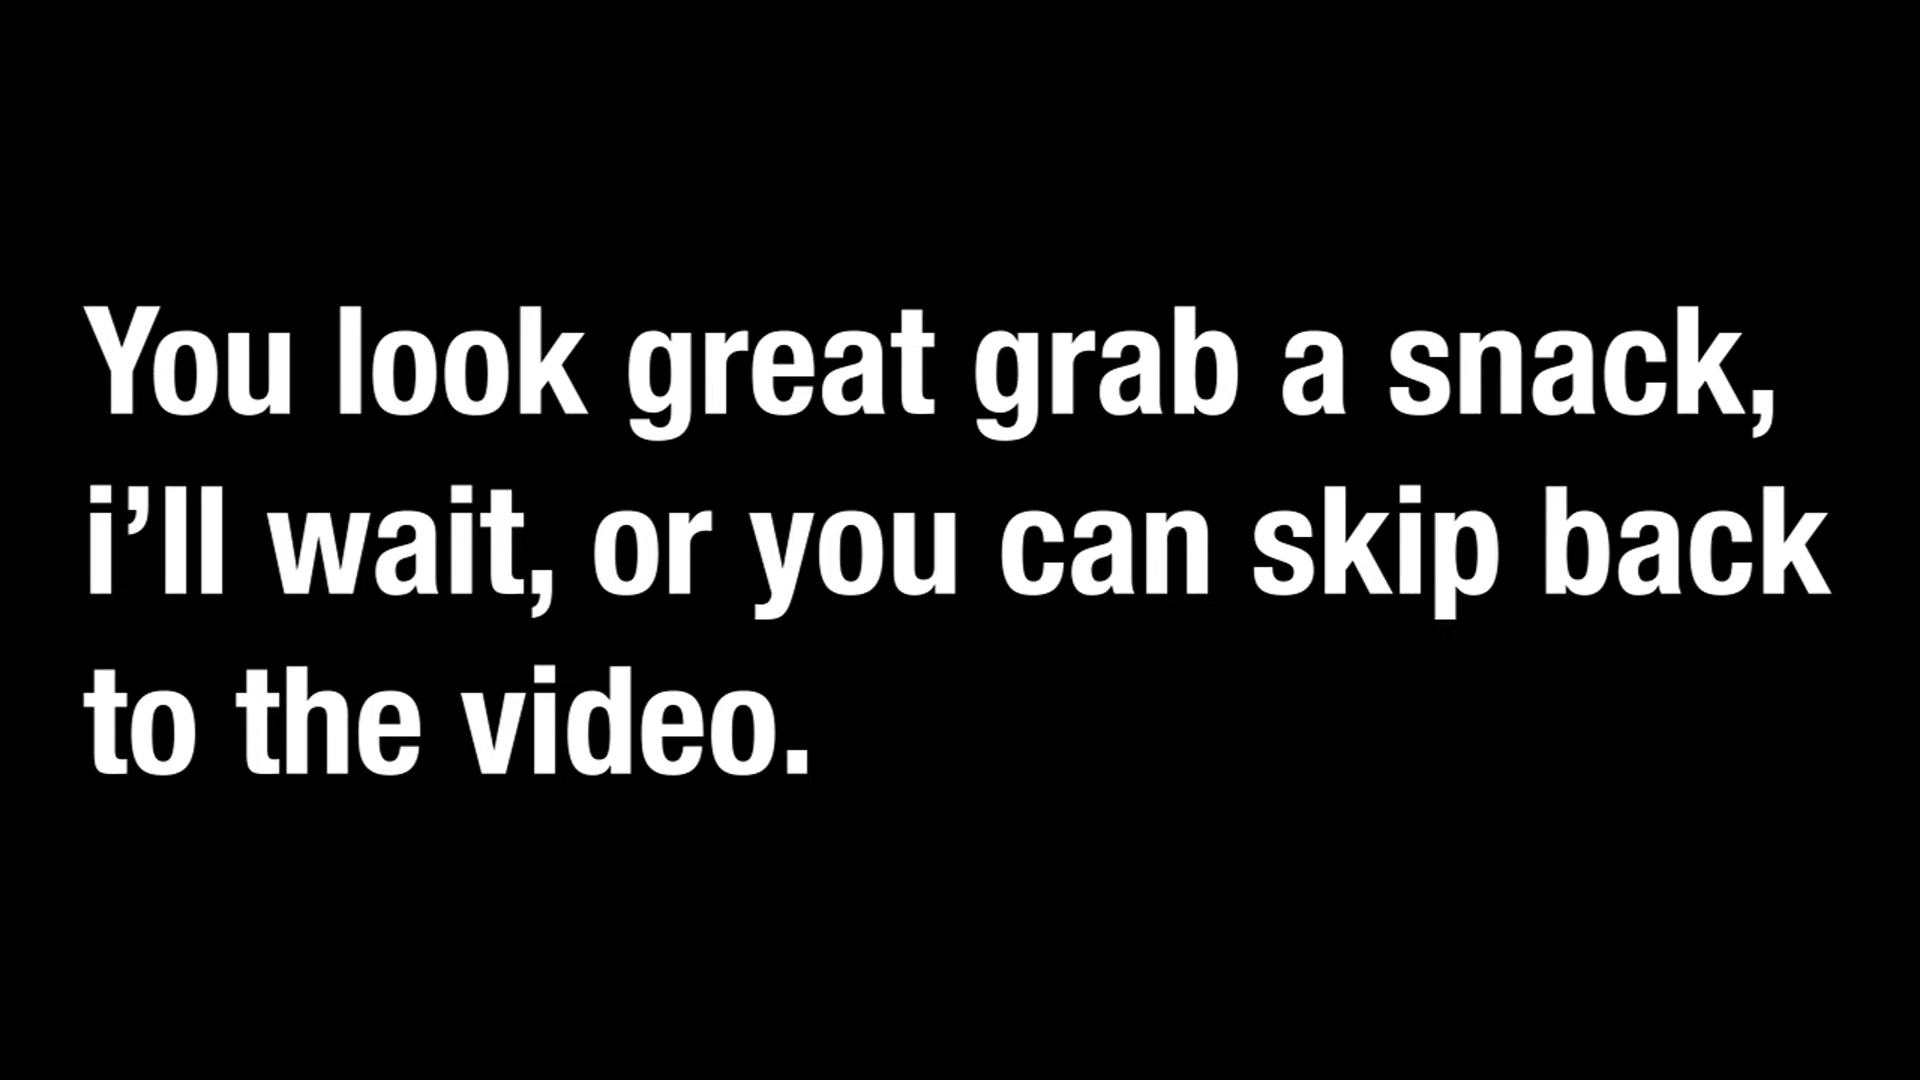 You look great grab a snack,
i’ll wait, or you can skip back
to the video.